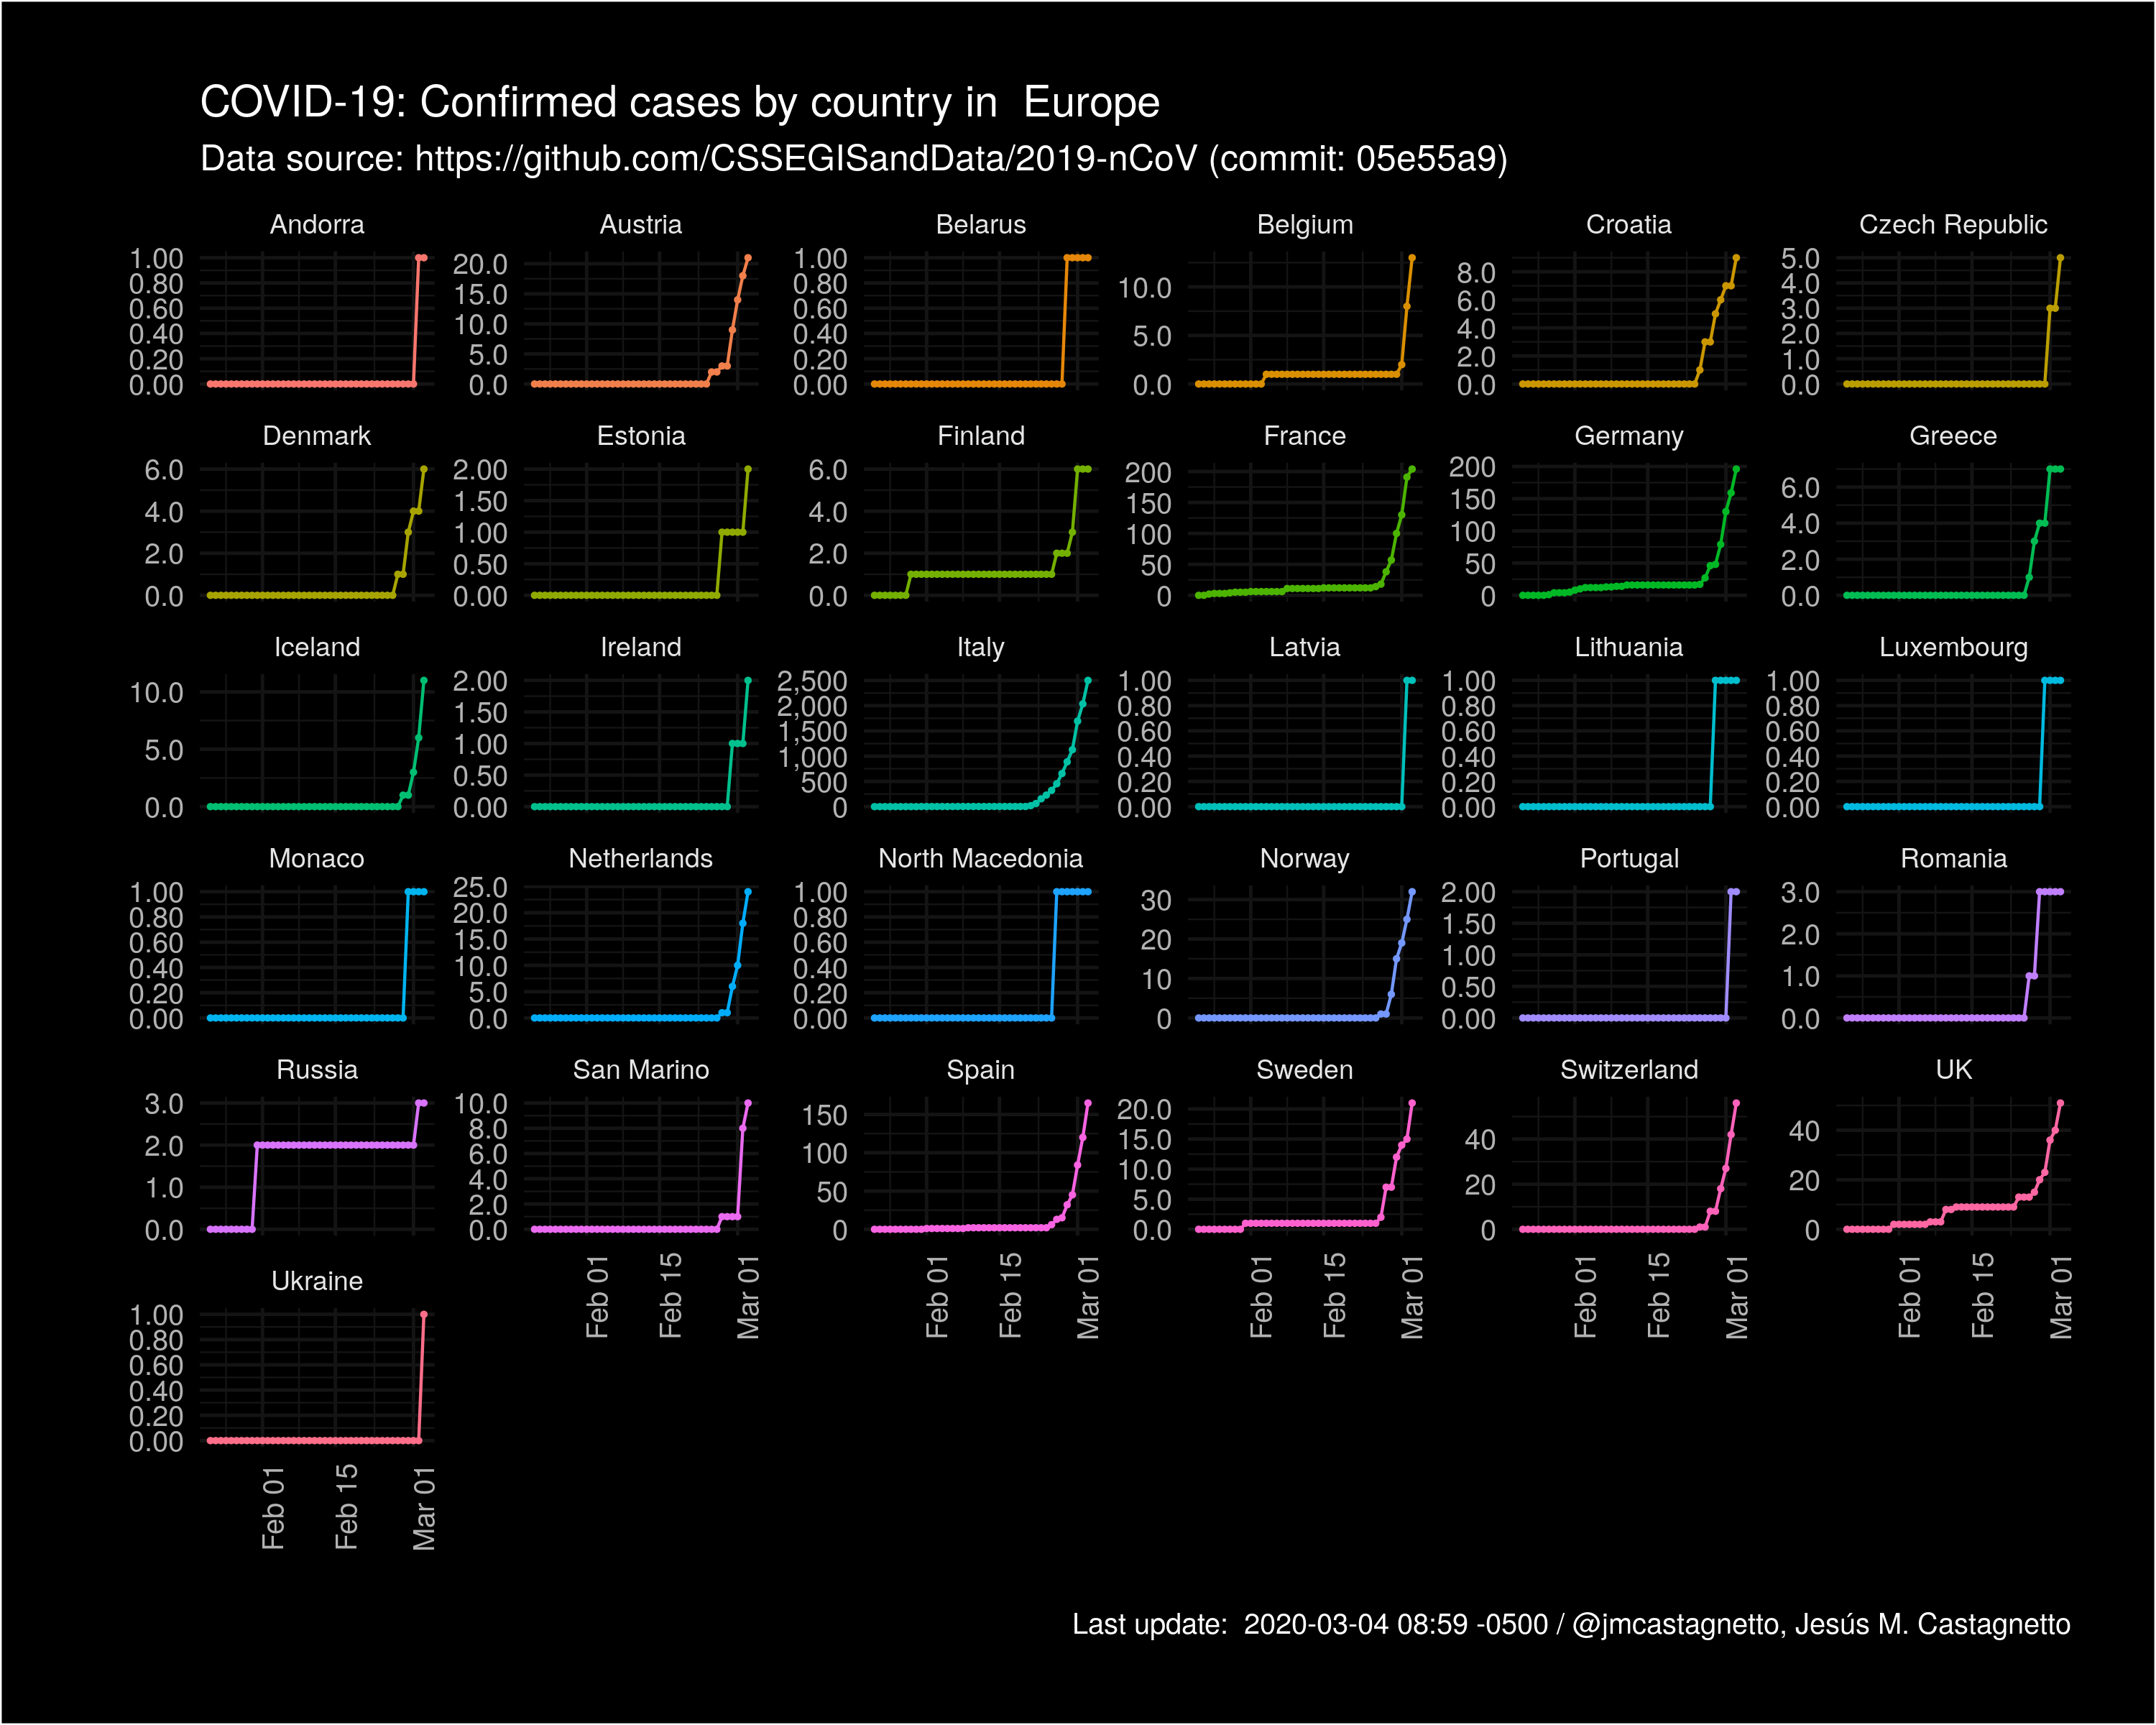 COVID-19: Confirmed cases by country in  Europe
Data source: https://github.com/CSSEGISandData/2019-nCoV (commit: 05e55a9)
Andorra
1.00
0.80
0.60
0.40
0.20
0.00
Austria
20.0
15.0
10.0
5.0
0.0
Belarus
1.00
0.80
0.60
0.40
0.20
0.00
Belgium
10.0
5.0
0.0
Croatia
8.0
6.0
4.0
2.0
0.0
Czech Republic
5.0
4.0
3.0
2.0
1.0
0.0
Denmark
6.0
4.0
2.0
0.0
Estonia
2.00
1.50
1.00
0.50
0.00
Finland
6.0
4.0
2.0
0.0
France
200
150
100
50
0
Germany
200
150
100
50
0
Greece
6.0
4.0
2.0
0.0
Iceland
10.0
5.0
0.0
Ireland
2.00
1.50
1.00
0.50
0.00
Italy
2,500
2,000
1,500
1,000
500
0
Latvia
1.00
0.80
0.60
0.40
0.20
0.00
Lithuania
1.00
0.80
0.60
0.40
0.20
0.00
Luxembourg
1.00
0.80
0.60
0.40
0.20
0.00
Monaco
1.00
0.80
0.60
0.40
0.20
0.00
Netherlands
25.0
20.0
15.0
10.0
5.0
0.0
North Macedonia
1.00
0.80
0.60
0.40
0.20
0.00
Norway
30
20
10
0
Portugal
2.00
1.50
1.00
0.50
0.00
Romania
3.0
2.0
1.0
0.0
Russia
3.0
2.0
1.0
0.0
San Marino
10.0
8.0
6.0
4.0
2.0
0.0
Feb 01
Feb 15
Mar 01
Spain
150
100
50
0
Feb 01
Feb 15
Mar 01
Sweden
20.0
15.0
10.0
5.0
0.0
Feb 01
Feb 15
Mar 01
Switzerland
40
20
0
Feb 01
Feb 15
Mar 01
UK
40
20
0
Feb 01
Feb 15
Mar 01
Ukraine
1.00
0.80
0.60
0.40
0.20
0.00
Feb 01
Feb 15
Mar 01
Last update:  2020-03-04 08:59 -0500 / @jmcastagnetto, Jesús M. Castagnetto